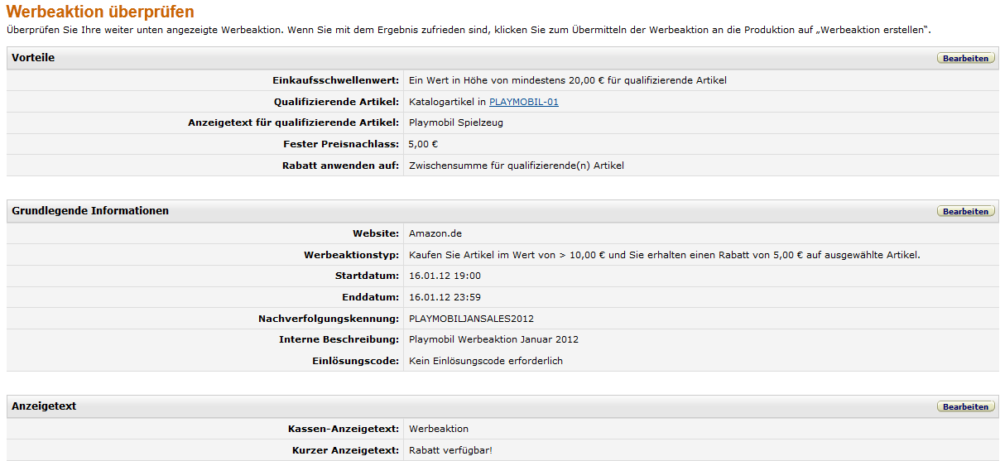 Werbeaktion überprüfen
Überprüfen Sie Ihre weiter unten angezeigte Werbeaktion. Wenn Sie mit dem Ergebnis zufrieden sind, klicken Sie zum Übermitteln der Werbeaktion an die Produktion auf „Werbeaktion erstellen“.
Vorteile Bearbeiten
Einkaufsschwellenwert: Ein Wert in Höhe von mindestens 20,00 € für qualifizierende Artikel
Qualifizierende Artikel: Katalogartikel in PLAYMOBIL-01
Anzeigetext für qualifizierende Artikel: Playmobil Spielzeug
Fester Preisnachlass: 5,00 €
Rabatt anwenden auf: Zwischensumme für qualifizierende(n) Artikel
Grundlegende Informationen Bearbeiten
Website: Amazon.de
Werbeaktionstyp: Kaufen Sie Artikel im Wert von > 10,00 € und Sie erhalten einen Rabatt von 5,00 € auf ausgewählte Artikel.
Startdatum: 16.01.12 19:00
Enddatum: 16.01.12 23:59
Nachverfolgungskennung: PLAYMOBILJANSALES2012
Interne Beschreibung: Playmobil Werbeaktion Januar 2012
Einlösungscode: Kein Einlösungscode erforderlich
Anzeigetext Bearbeiten
Kassen-Anzeigetext: Werbeaktion
Kurzer Anzeigetext: Rabatt verfügbar!